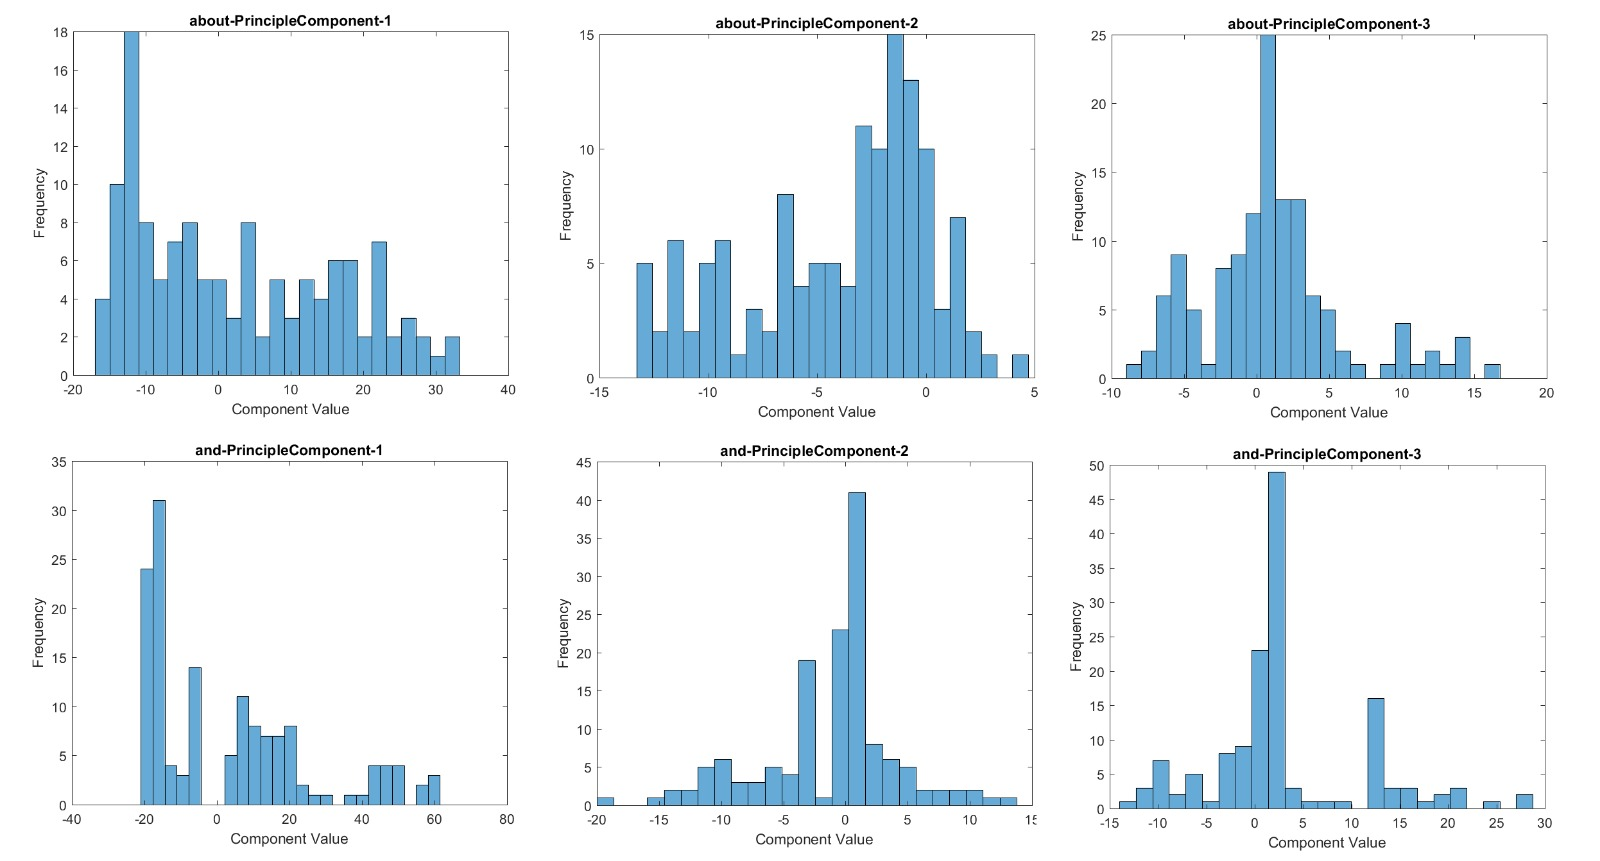 about-PrincipleComponent-1
18
16
14
12
10
8
6
4
2
0
Frequency
-20 -10 0 10 20 30 40
Component Value
about-PrincipleComponent-2
15
10
5
0
Frequency
-15 -10 -5 0 5
Component Value
about-PrincipleComponent-3
25
20
15
10
5
0
Frequency
-10 -5 0 5 10 15 20
Component Value
and-PrincipleComponent-1
35
30
25
20
15
10
5
0
Frequency
-40 -20 0 20 40 60 80
Component Value
and-PrincipleComponent-2
45
40
35
30
25
20
15
10
5
0
Frequency
-20 -15 -10 -5 0 5 10 15
Component Value
and-PrincipleComponent-3
50
45
40
35
30
25
20
15
10
5
0
Frequency
-15 -10 -5 0 5 10 15 20 25 30
Component Value